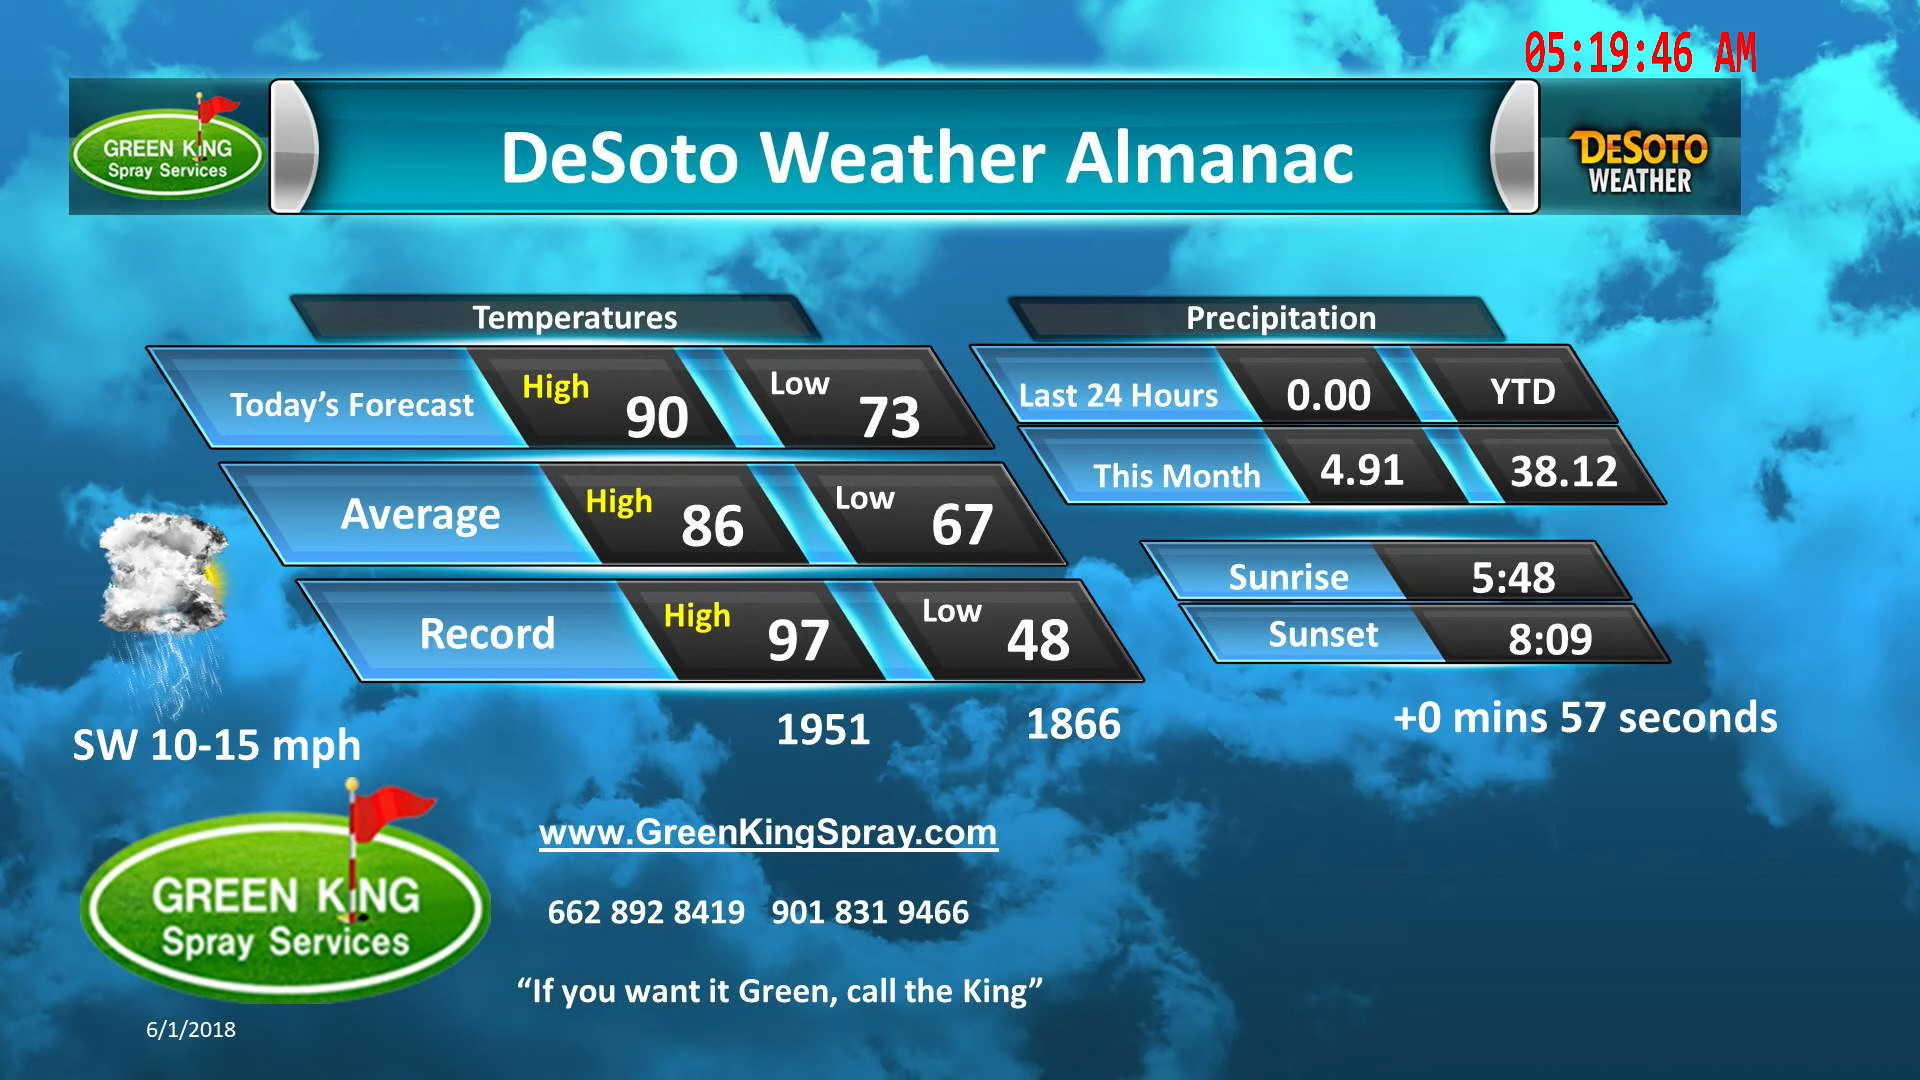 05:19:46 AM
GREEN KING
Spray Services
DeSoto Weather Almanac
DESOTO
WEATHER
Temperatures
Today’s Forecast High 90 Low 73
Average High 86 Low 67
Record High 97 Low 48
1951 1866
Precipitation
Last 24 Hours 0.00 YTD
This Month 4.91 38.12
Sunrise 5:48
Sunset 8:09
+0 mins 57 seconds
SW 10-15 mph
GREEN KING
Spray Services
www.GreenKingSpray.com
662 892 8419 901 831 9466
“If you want it Green, call the King”
6/1/2018